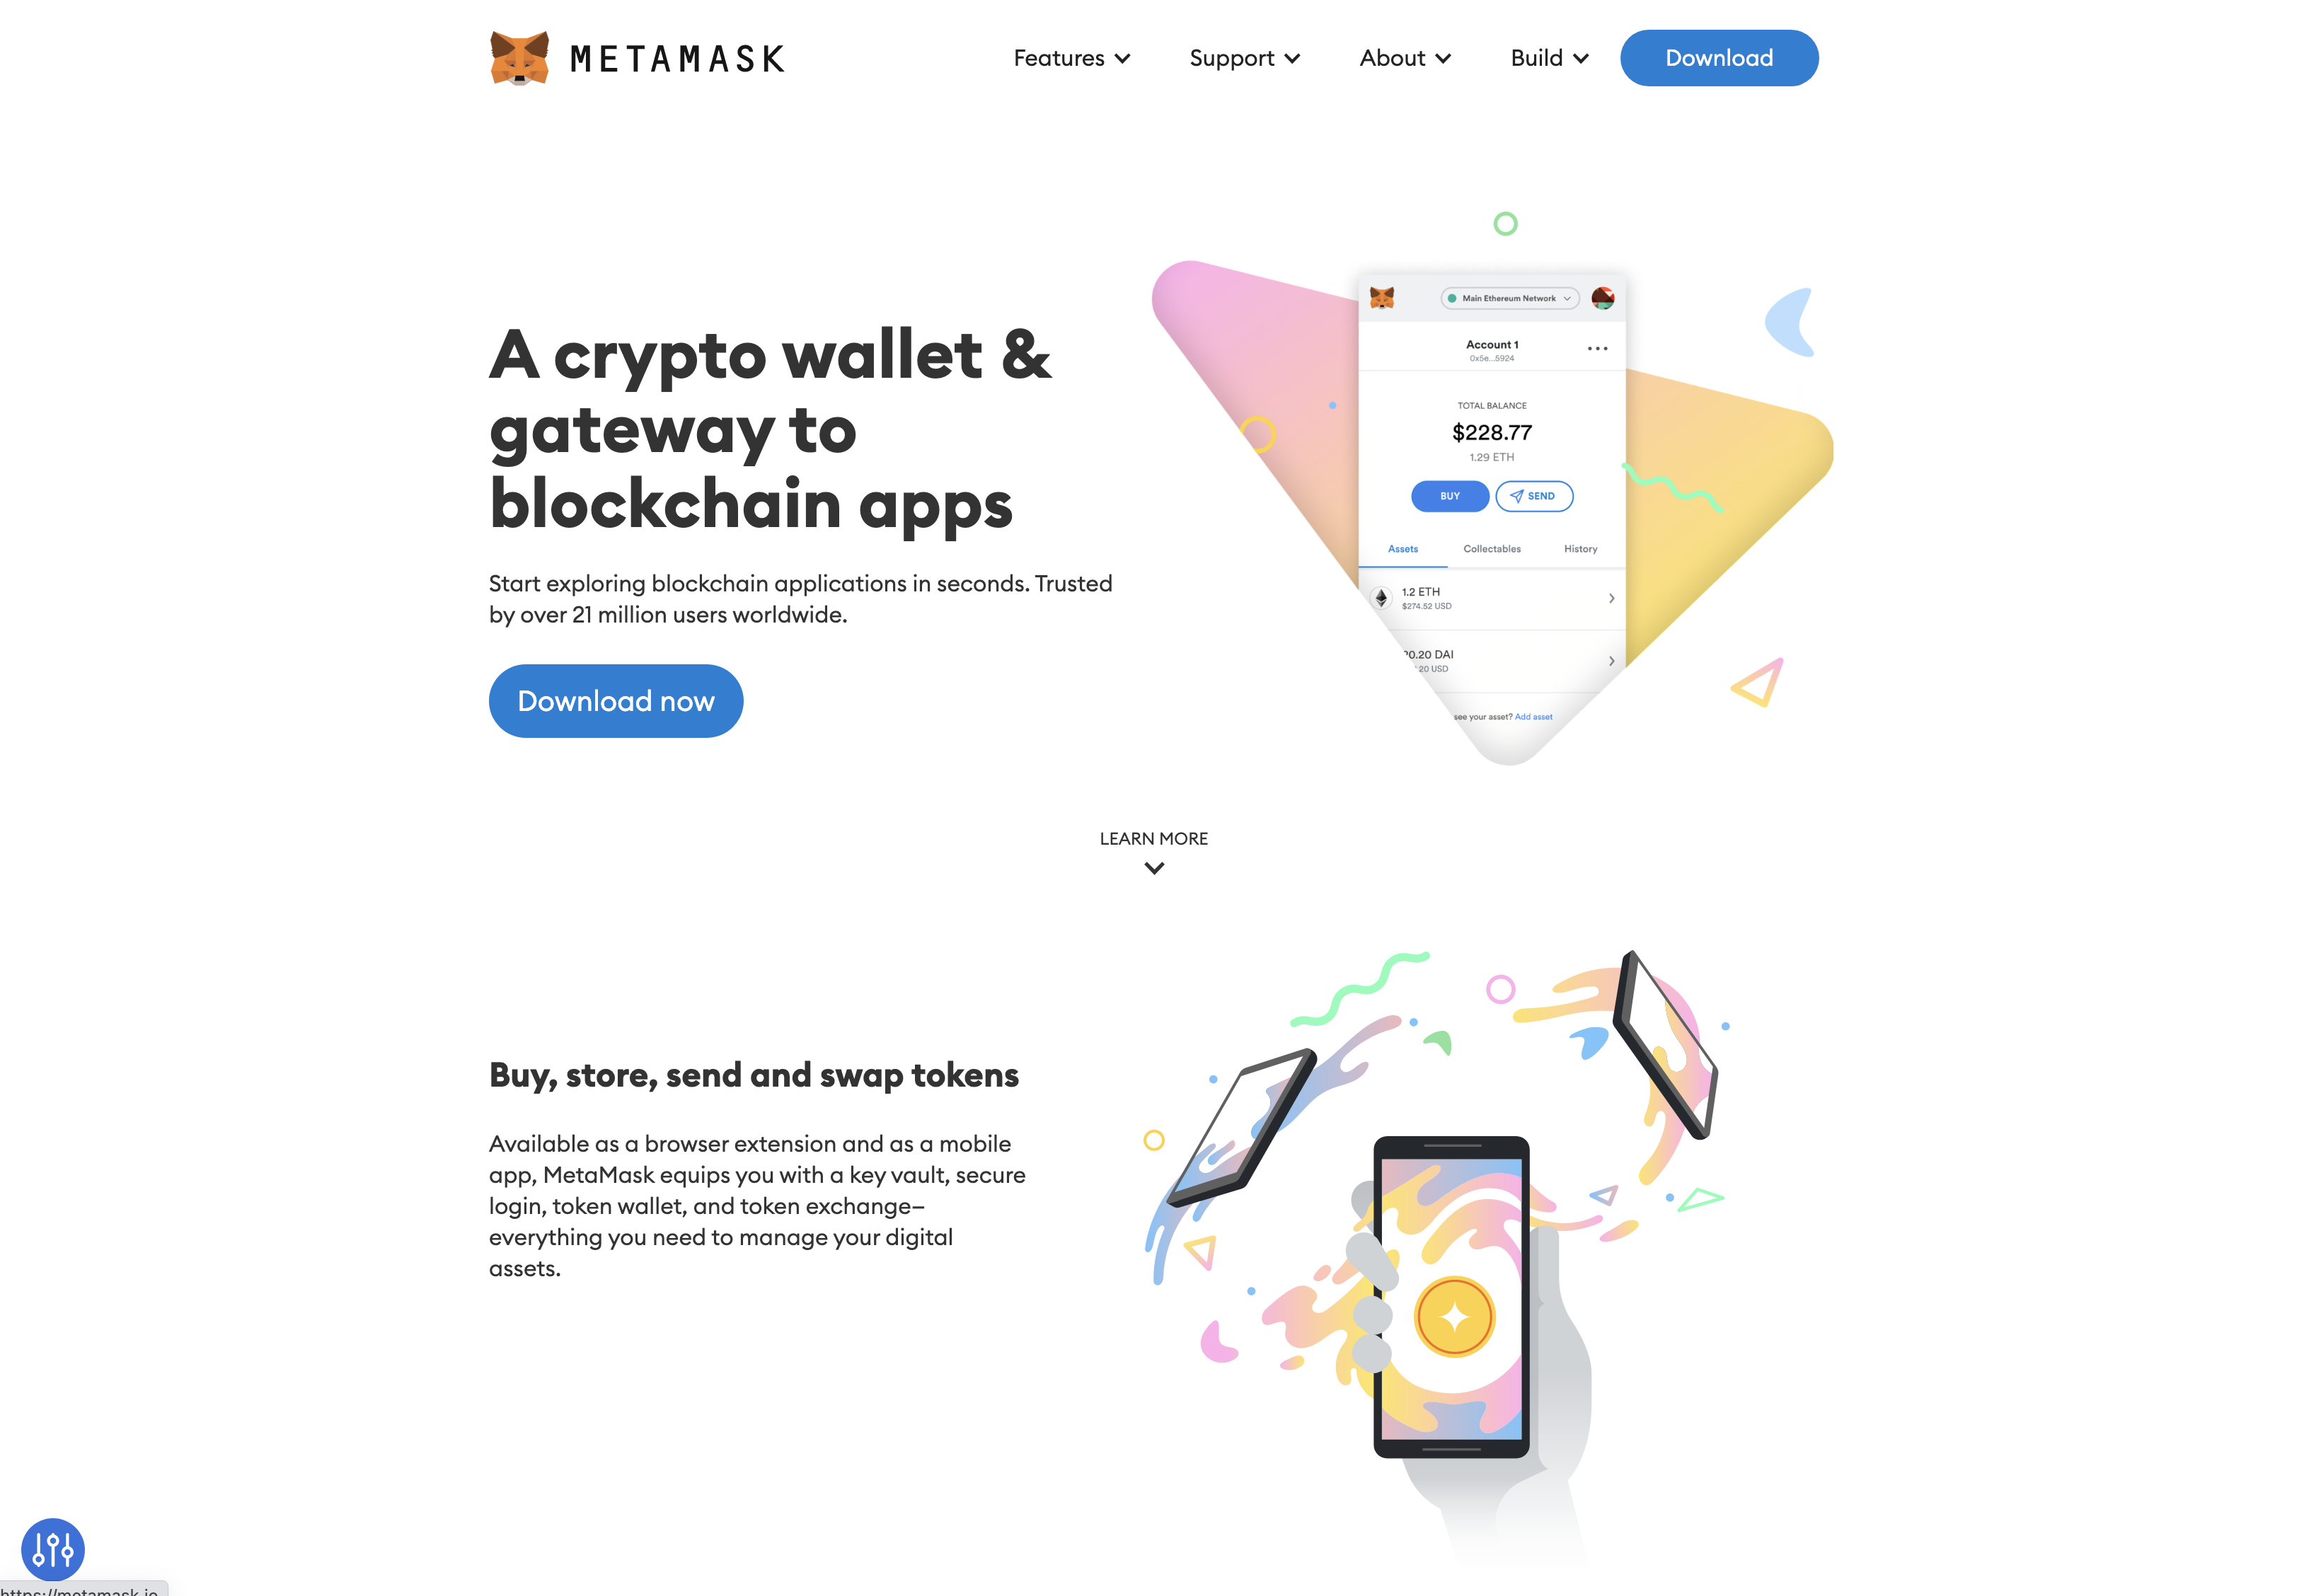 METAMASK
Features
Support
About
Build
Download
A crypto wallet &
gateway to
blockchain apps
Start exploring blockchain applications in seconds. Trusted
by over 21 million users worldwide.
Download now
Main Ethereum Network
Account 1
0x5e...5924
TOTAL BALANCE
$228.77
1.29 ETH
BUY
SEND
Assets
Collectables
History
1.2 ETH
$274.52 USD
0.20 DAI
20 USD
see your asset? Add asset
LEARN MORE
Buy, store, send and swap tokens
Available as a browser extension and as a mobile
app, MetaMask equips you with a key vault, secure
login, token wallet, and token exchange—
everything you need to manage your digital
assets.
https://metamask.io